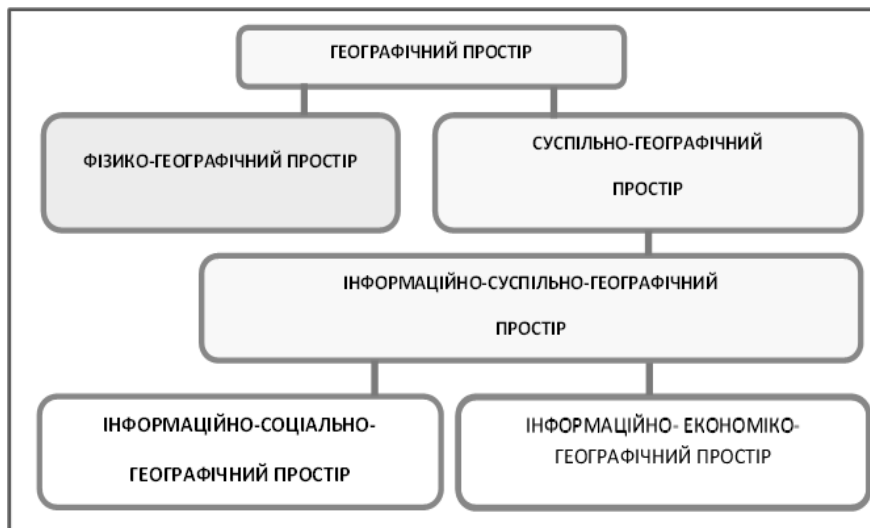 ГЕОГРАФІЧНИЙ ПРОСТІР
ФІЗИКО-ГЕОГРАФІЧНИЙ ПРОСТІР
СУСПІЛЬНО-ГЕОГРАФІЧНИЙ
ПРОСТІР
ІНФОРМАЦІЙНО-СУСПІЛЬНО-ГЕОГРАФІЧНИЙ
ПРОСТІР
ІНФОРМАЦІЙНО-СОЦІАЛЬНО-
ГЕОГРАФІЧНИЙ ПРОСТІР
ІНФОРМАЦІЙНО- ЕКОНОМІКО-
ГЕОГРАФІЧНИЙ ПРОСТІР